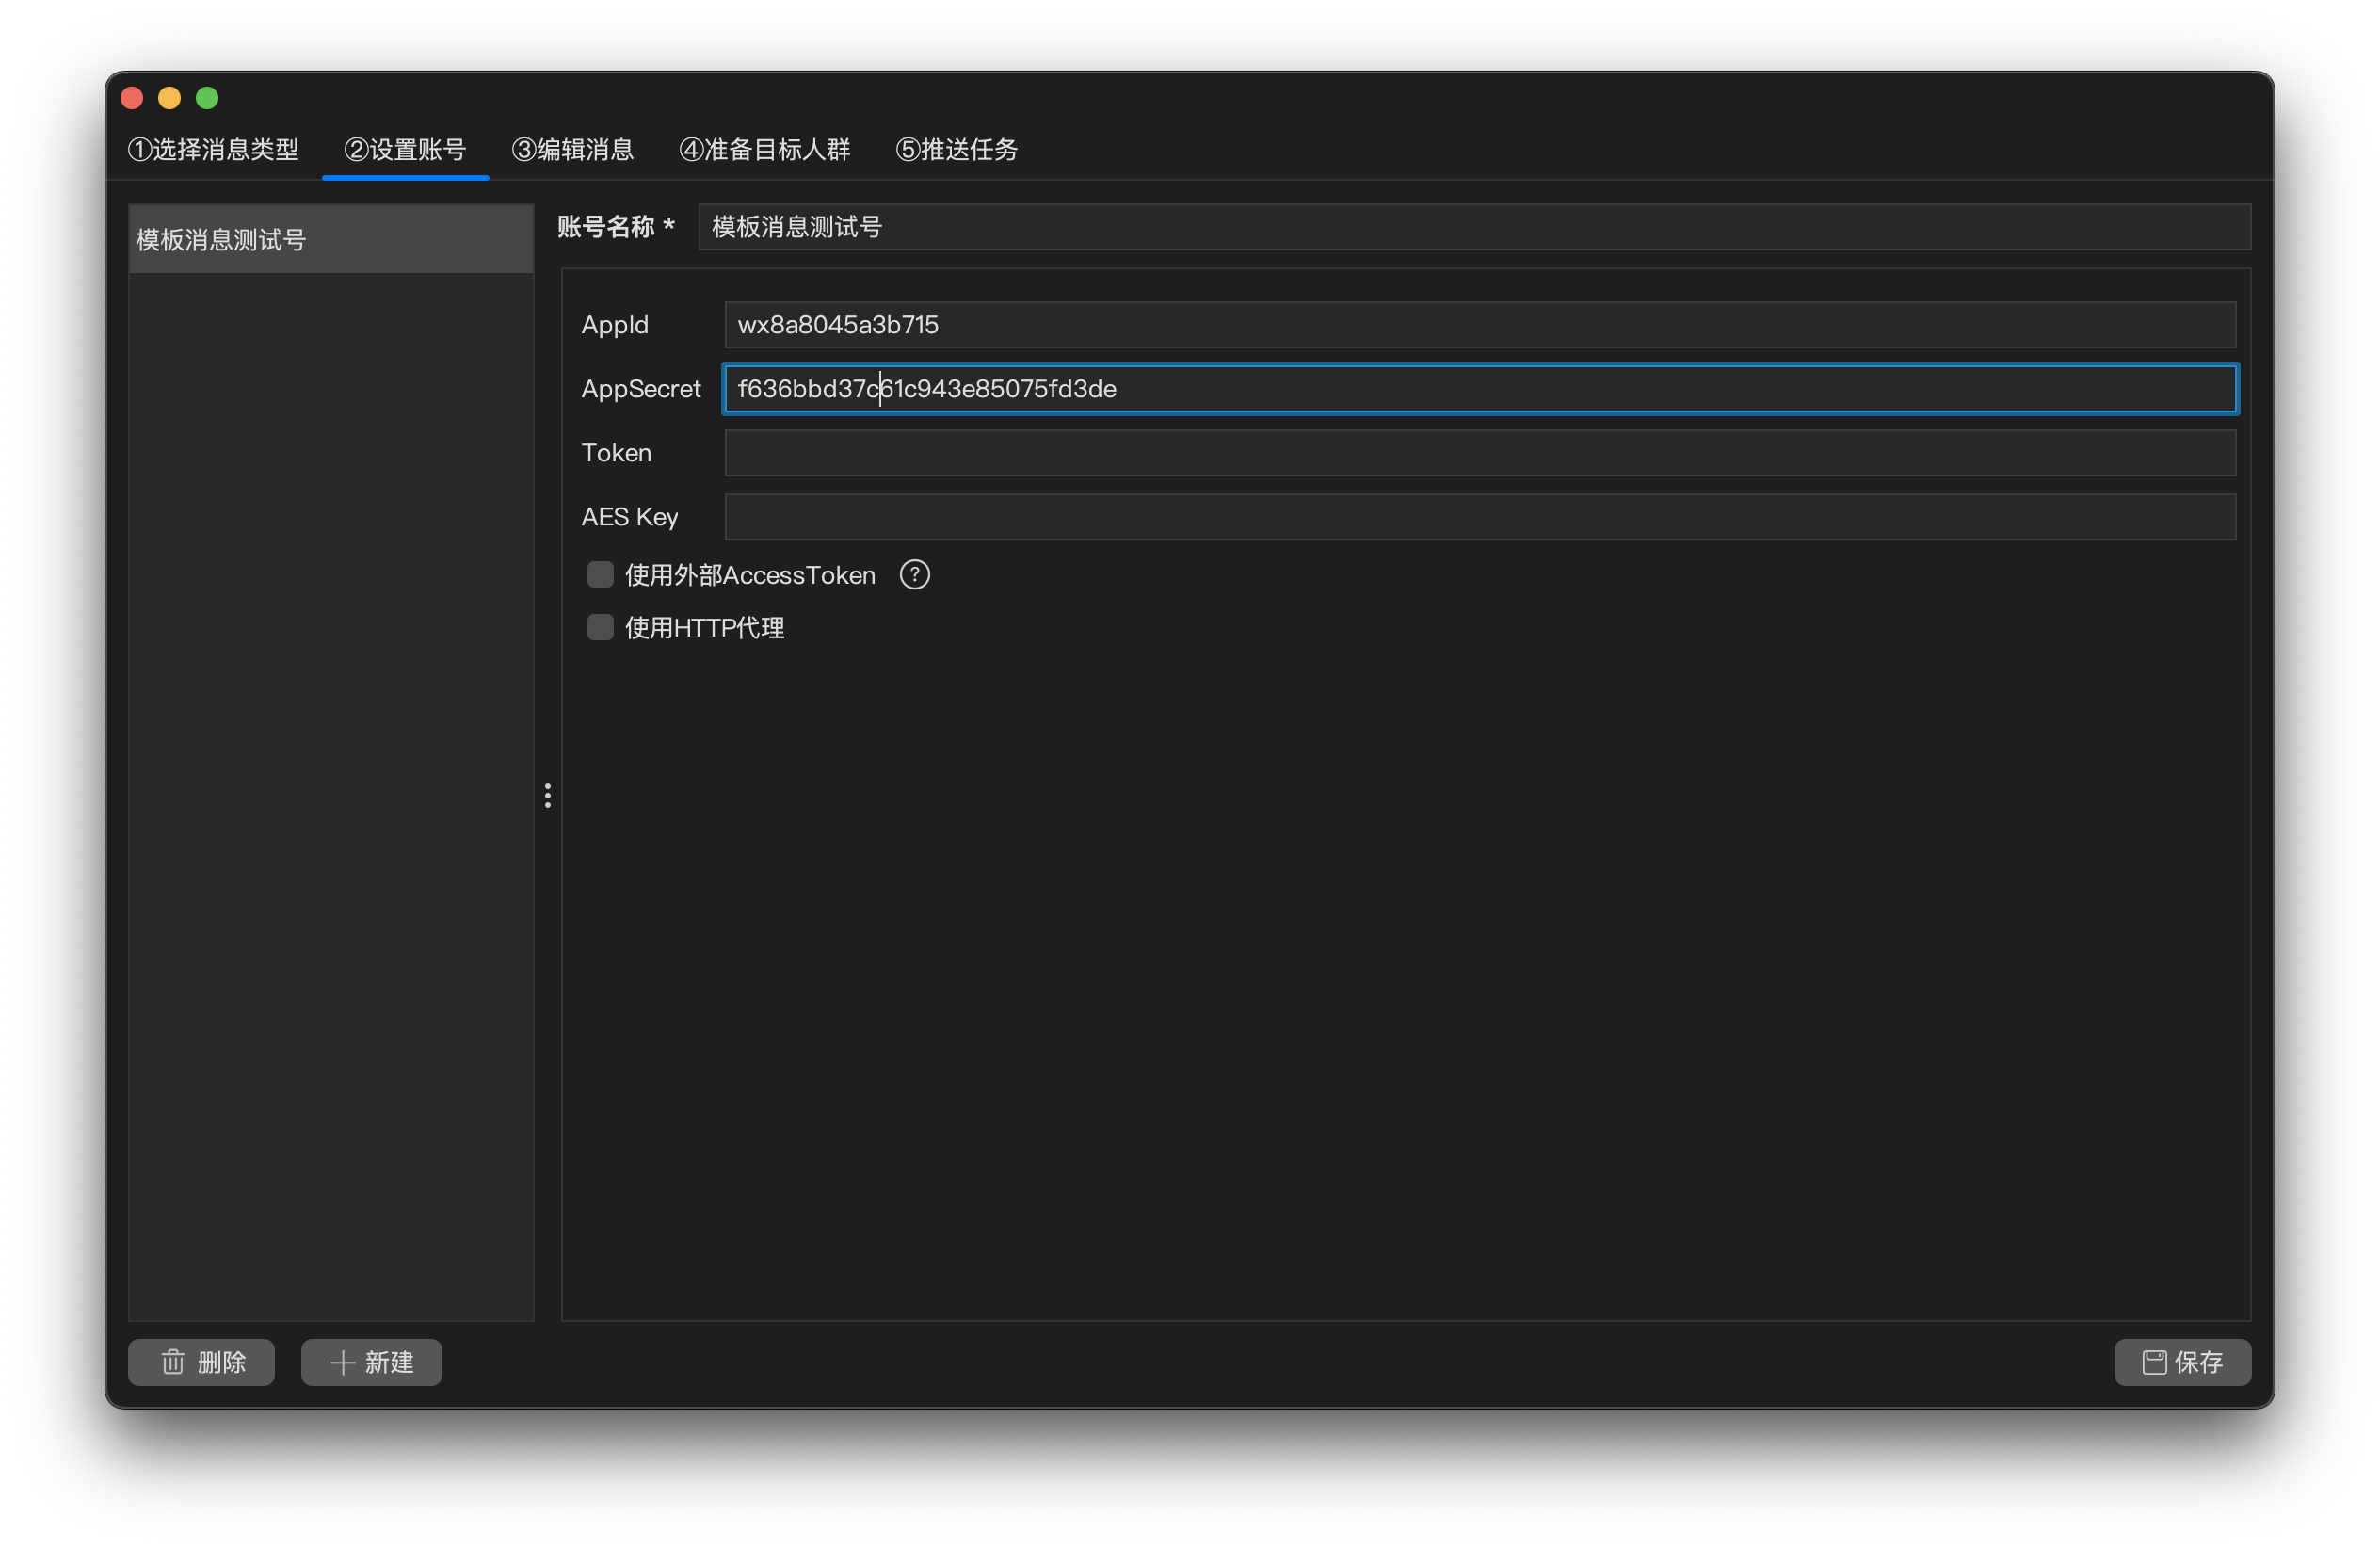 ①选择消息类型 ②设置账号 ③编辑消息 ④准备目标人群 ⑤推送任务
模板消息测试号
账号名称 * 模板消息测试号
AppId wx8a8045a3b715
AppSecret f636bbd37c61c943e85075fd3de
Token
AES Key
使用外部AccessToken ?
使用HTTP代理
删除 新建 保存